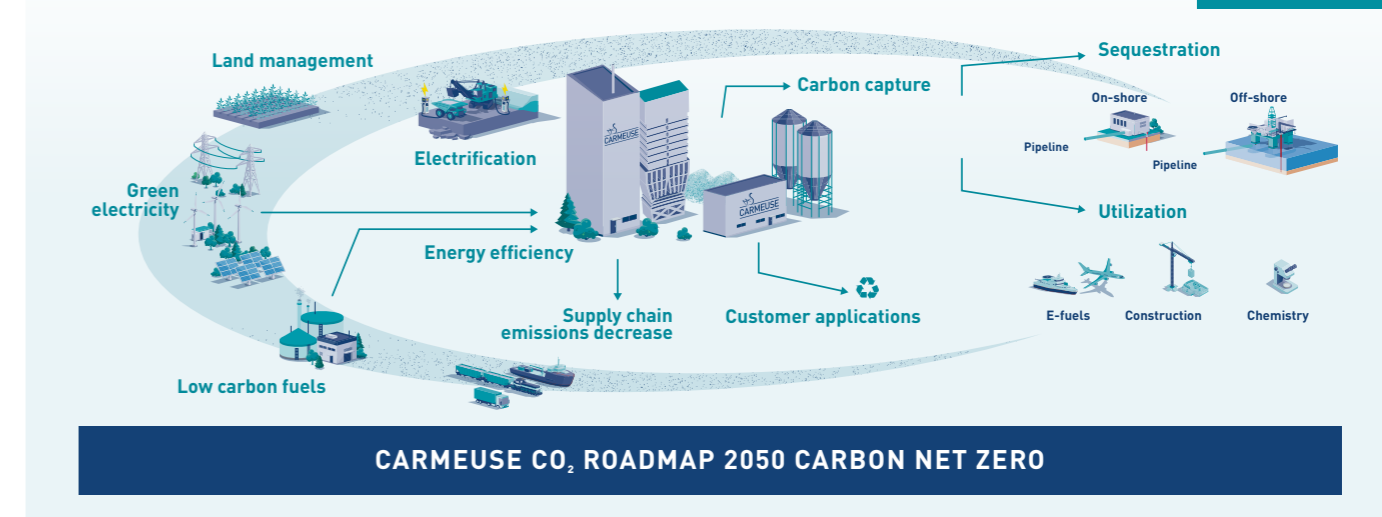 Land management
Electrification
Green
electricity
Energy efficiency
Low carbon fuels
CARMEUSE
CARMEUSE
Supply chain
emissions decrease
Customer applications
Carbon capture
Sequestration
On-shore
Off-shore
Pipeline
Pipeline
Utilization
E-fuels
Construction
Chemistry
CARMEUSE CO₂ ROADMAP 2050 CARBON NET ZERO